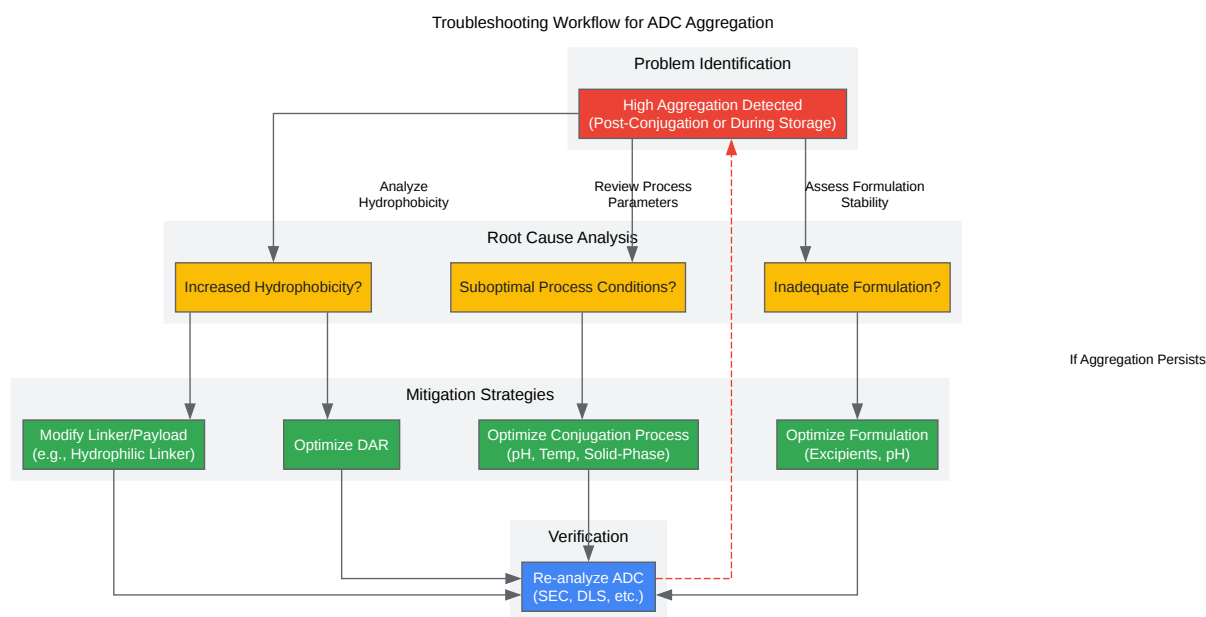 Troubleshooting Workflow for ADC Aggregation
Problem Identification
High Aggregation Detected
(Post-Conjugation or During Storage)
Analyze
Hydrophobicity
Review Process
Parameters
Assess Formulation
Stability
Root Cause Analysis
Increased Hydrophobicity?
Suboptimal Process Conditions?
Inadequate Formulation?
If Aggregation Persists
Mitigation Strategies
Modify Linker/Payload
(e.g., Hydrophilic Linker)
Optimize DAR
Optimize Conjugation Process
(pH, Temp, Solid-Phase)
Optimize Formulation
(Excipients, pH)
Verification
Re-analyze ADC
(SEC, DLS, etc.)